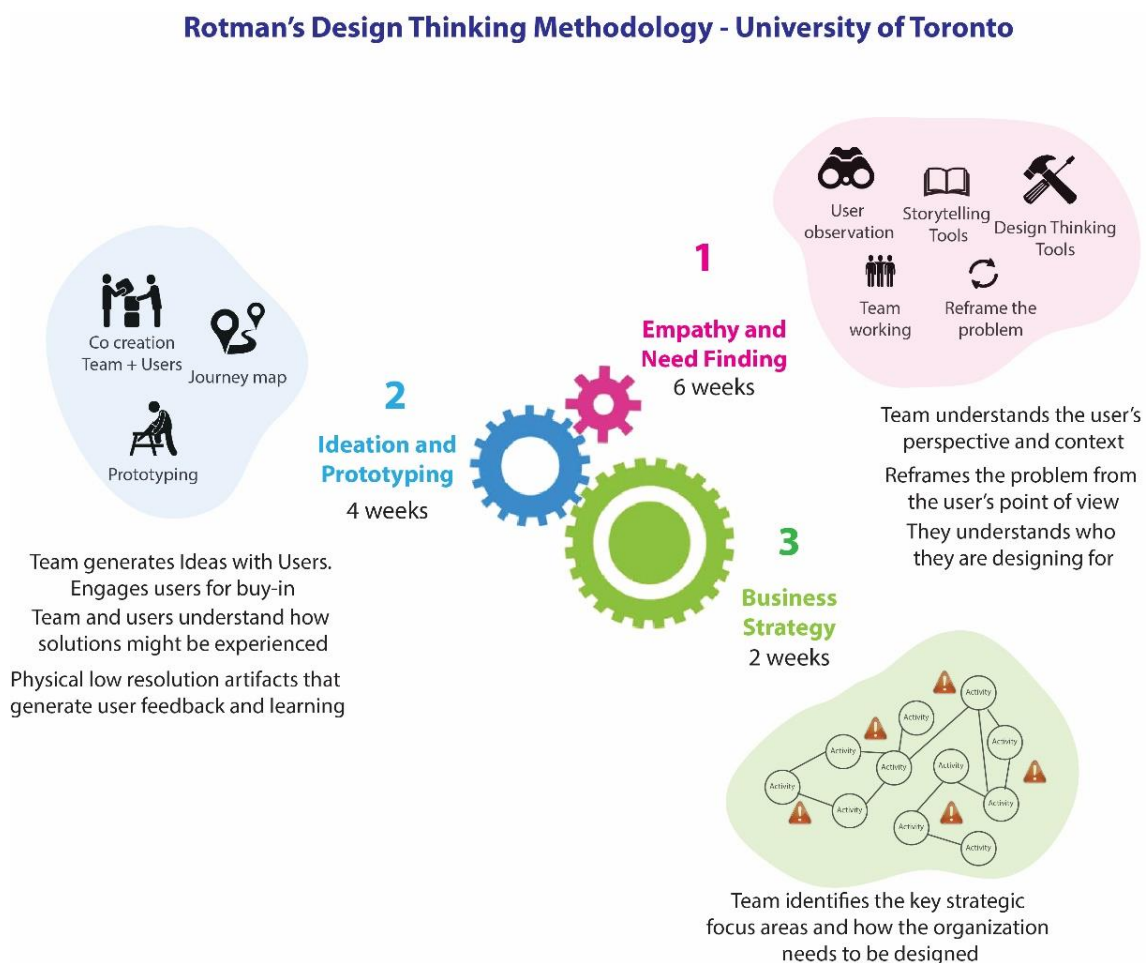 Rotman's Design Thinking Methodology - University of Toronto
1
Empathy and
Need Finding
6 weeks
User
observation
Storytelling
Tools
Design Thinking
Tools
Team
working
Reframe the
problem
Team understands the user's
perspective and context
Reframes the problem from
the user's point of view
They understands who
they are designing for
2
Ideation and
Prototyping
4 weeks
Co creation
Team + Users
Journey map
Prototyping
Team generates Ideas with Users.
Engages users for buy-in
Team and users understand how
solutions might be experienced
Physical low resolution artifacts that
generate user feedback and learning
3
Business
Strategy
2 weeks
Activity
Activity
Activity
Activity
Activity
Activity
Activity
Activity
Activity
Activity
Activity
Team identifies the key strategic
focus areas and how the organization
needs to be designed